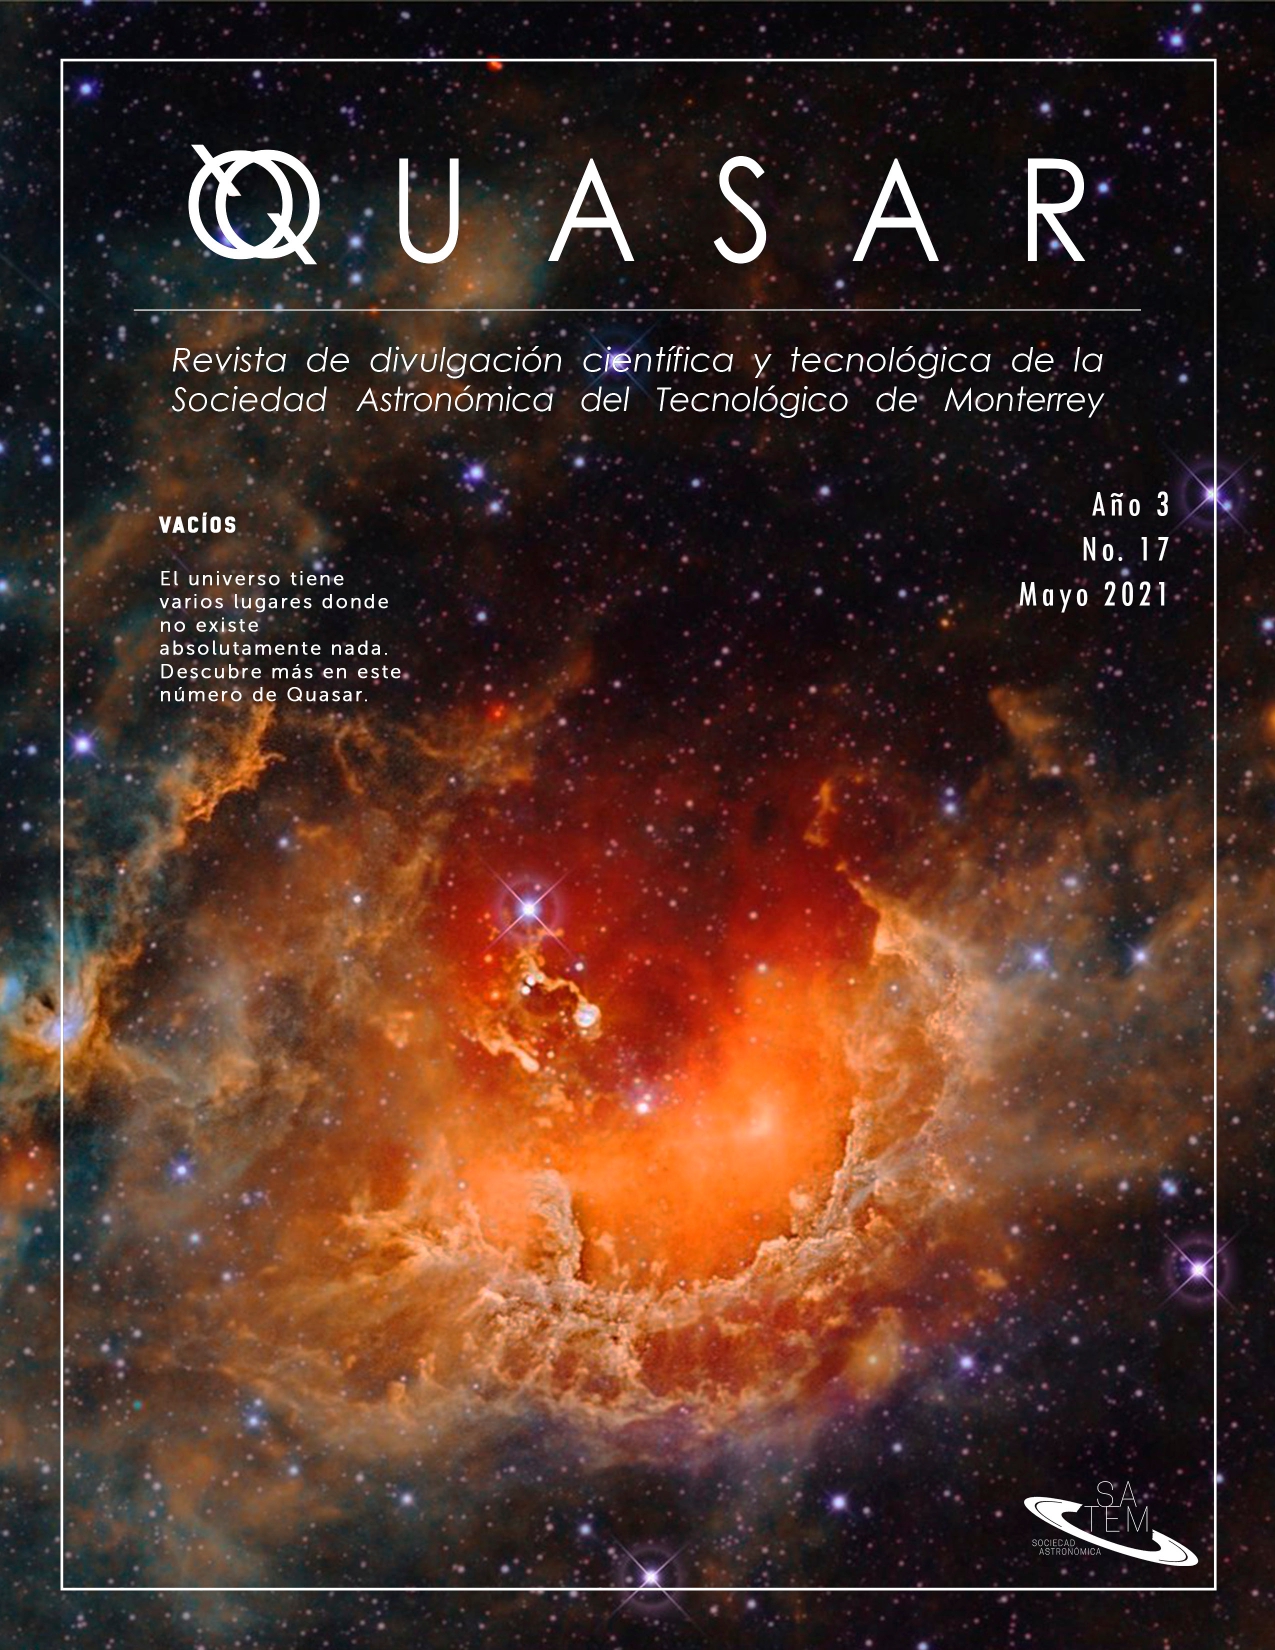 QUASAR
Revista de divulgación científica y tecnológica de la
Sociedad Astronómica del Tecnológico de Monterrey
Año 3
No. 17
Mayo 2021
VACÍOS
El universo tiene
varios lugares donde
no existe
absolutamente nada.
Descubre más en este
número de Quasar.
SA
TEM
SOCIEDAD
ASTRONÓMICA